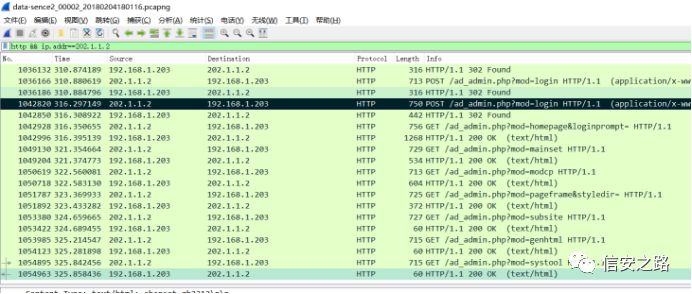 data-sence2_00002_20180204180116.pcapng
文件(F) 编辑(E) 视图(V) 跳转(G) 捕获(C) 分析(A) 统计(S) 电话(Y) 无线(W) 工具(T) 帮助(H)
http && ip.addr==202.1.1.2
No. Time Source Destination Protocol Length Info
1036132 310.874189 192.168.1.203 202.1.1.2 HTTP 316 HTTP/1.1 302 Found
1036166 310.880619 202.1.1.2 192.168.1.203 HTTP 713 POST /ad_admin.php?mod=login HTTP/1.1 (application/x-ww
1036186 310.884796 192.168.1.203 202.1.1.2 HTTP 316 HTTP/1.1 302 Found
1042820 316.297149 202.1.1.2 192.168.1.203 HTTP 750 POST /ad_admin.php?mod=login HTTP/1.1 (application/x-ww
1042850 316.308922 192.168.1.203 202.1.1.2 HTTP 442 HTTP/1.1 302 Found
1042928 316.350655 202.1.1.2 192.168.1.203 HTTP 756 GET /ad_admin.php?mod=homepage&loginprompt= HTTP/1.1
1042996 316.395139 192.168.1.203 202.1.1.2 HTTP 1268 HTTP/1.1 200 OK (text/html)
1049130 321.354664 202.1.1.2 192.168.1.203 HTTP 729 GET /ad_admin.php?mod=mainset HTTP/1.1
1049204 321.374773 192.168.1.203 202.1.1.2 HTTP 534 HTTP/1.1 200 OK (text/html)
1050619 322.560081 202.1.1.2 192.168.1.203 HTTP 713 GET /ad_admin.php?mod=modcp HTTP/1.1
1050718 322.583130 192.168.1.203 202.1.1.2 HTTP 604 HTTP/1.1 200 OK (text/html)
1051787 323.369933 202.1.1.2 192.168.1.203 HTTP 725 GET /ad_admin.php?mod=pageframe&styledir= HTTP/1.1
1051892 323.433282 192.168.1.203 202.1.1.2 HTTP 372 HTTP/1.1 200 OK (text/html)
1053380 324.659665 202.1.1.2 192.168.1.203 HTTP 727 GET /ad_admin.php?mod=subsite HTTP/1.1
1053422 324.689455 192.168.1.203 202.1.1.2 HTTP 60 HTTP/1.1 200 OK (text/html)
1053985 325.214547 202.1.1.2 192.168.1.203 HTTP 715 GET /ad_admin.php?mod=genhtml HTTP/1.1
1054123 325.281898 192.168.1.203 202.1.1.2 HTTP 60 HTTP/1.1 200 OK (text/html)
1054895 325.842456 202.1.1.2 192.168.1.203 HTTP 715 GET /ad_admin.php?mod=systool
1054963 325.858436 192.168.1.203 202.1.1.2 HTTP 60 HTTP/1.1 200 OK (text/html)
信安之路